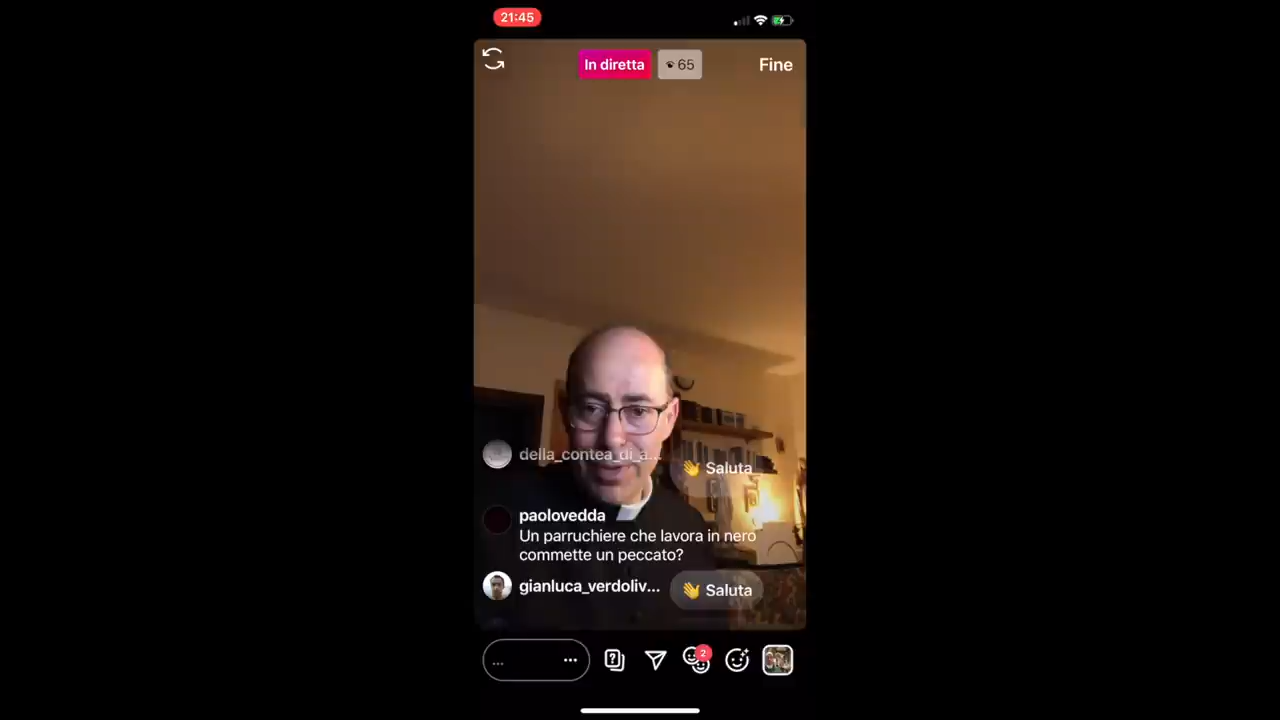 21:45
In diretta
65
Fine
della_contea_di_a...
Saluta
paolovedda
Un parruchiere che lavora in nero
commette un peccato?
gianluca_verdoliv...
Saluta
...
2